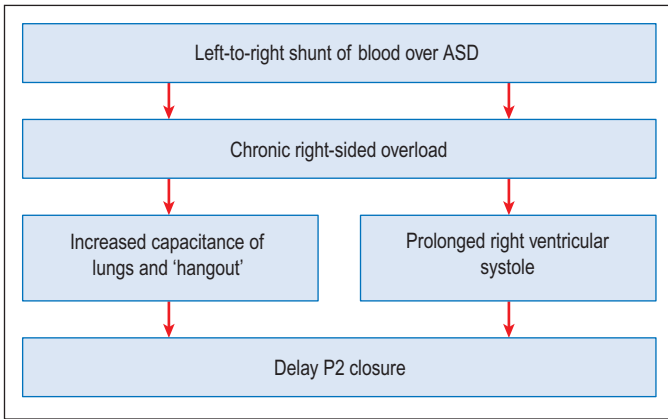 Left-to-right shunt of blood over ASD
Chronic right-sided overload
Increased capacitance of
lungs and ‘hangout’
Prolonged right ventricular
systole
Delay P2 closure